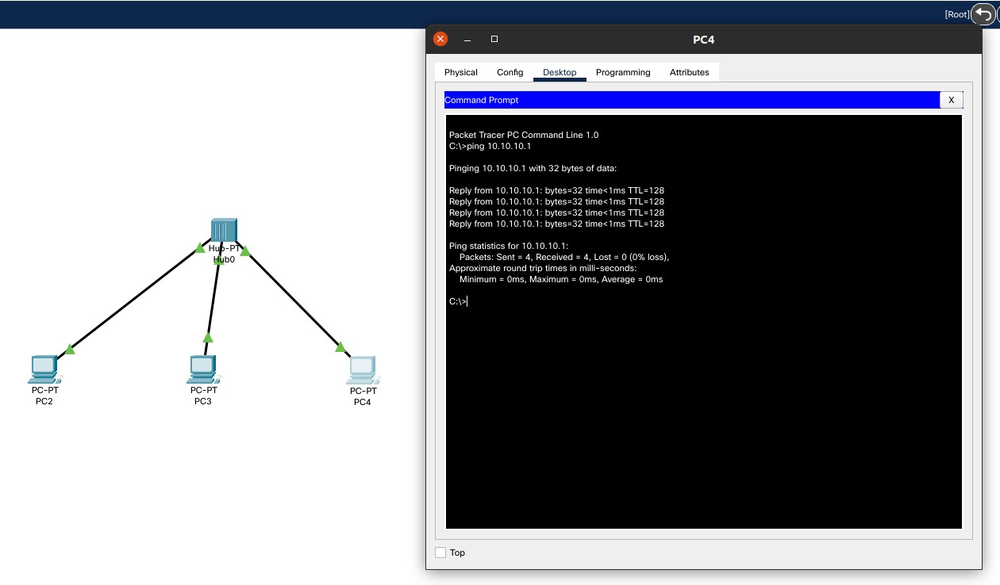 [Root]
PC4
Physical Config Desktop Programming Attributes
Command Prompt X
Packet Tracer PC Command Line 1.0
C:\>ping 10.10.10.1
Pinging 10.10.10.1 with 32 bytes of data:
Reply from 10.10.10.1: bytes=32 time<1ms TTL=128
Reply from 10.10.10.1: bytes=32 time<1ms TTL=128
Reply from 10.10.10.1: bytes=32 time<1ms TTL=128
Reply from 10.10.10.1: bytes=32 time<1ms TTL=128
Ping statistics for 10.10.10.1:
Packets: Sent = 4, Received = 4, Lost = 0 (0% loss),
Approximate round trip times in milli-seconds:
Minimum = 0ms, Maximum = 0ms, Average = 0ms
C:\>
Top
Hub-PT
Hub0
PC-PT
PC2
PC-PT
PC3
PC-PT
PC4